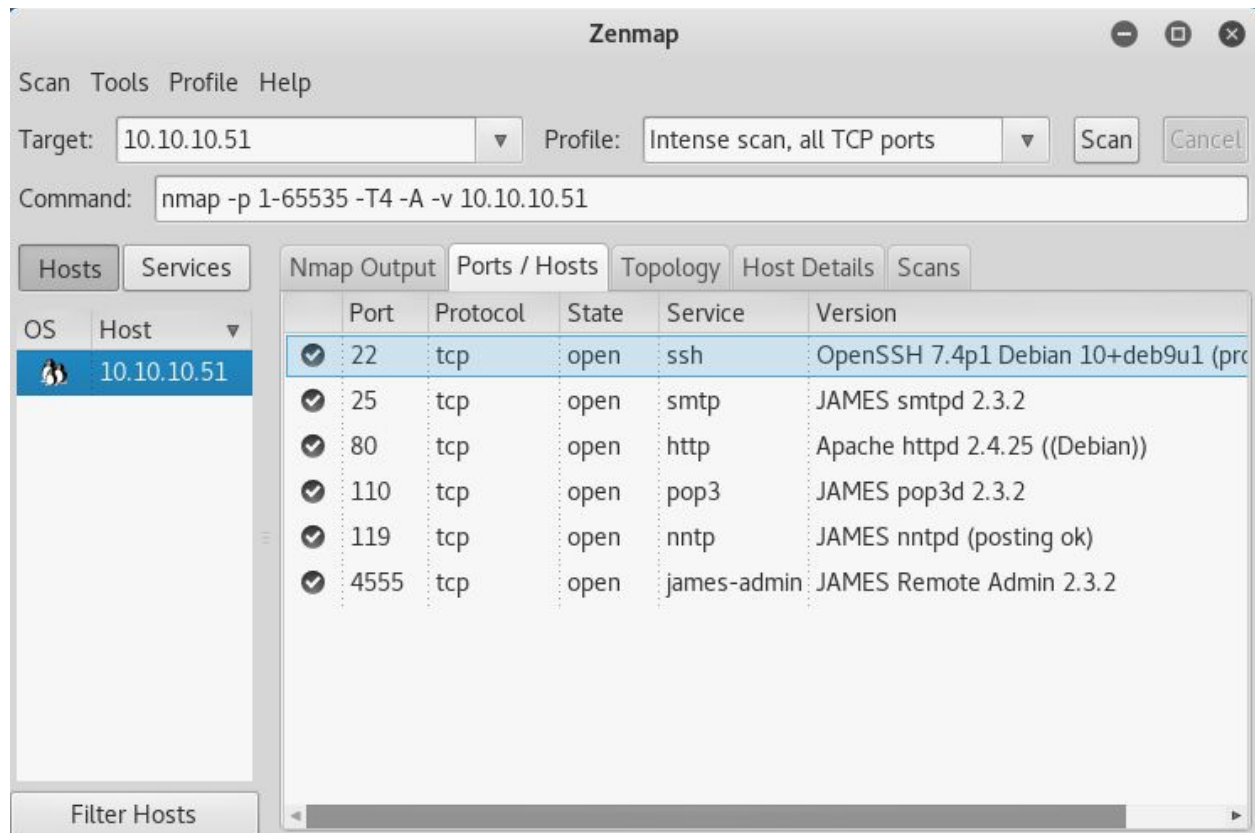 Zenmap
Scan Tools Profile Help
Target: 10.10.10.51 Profile: Intense scan, all TCP ports Scan Cancel
Command: nmap -p 1-65535 -T4 -A -v 10.10.10.51
Hosts Services
OS Host
10.10.10.51
Filter Hosts
Nmap Output Ports / Hosts Topology Host Details Scans
Port Protocol State Service Version
22 tcp open ssh OpenSSH 7.4p1 Debian 10+deb9u1 (pro
25 tcp open smtp JAMES smtpd 2.3.2
80 tcp open http Apache httpd 2.4.25 ((Debian))
110 tcp open pop3 JAMES pop3d 2.3.2
119 tcp open nntp JAMES nntpd (posting ok)
4555 tcp open james-admin JAMES Remote Admin 2.3.2